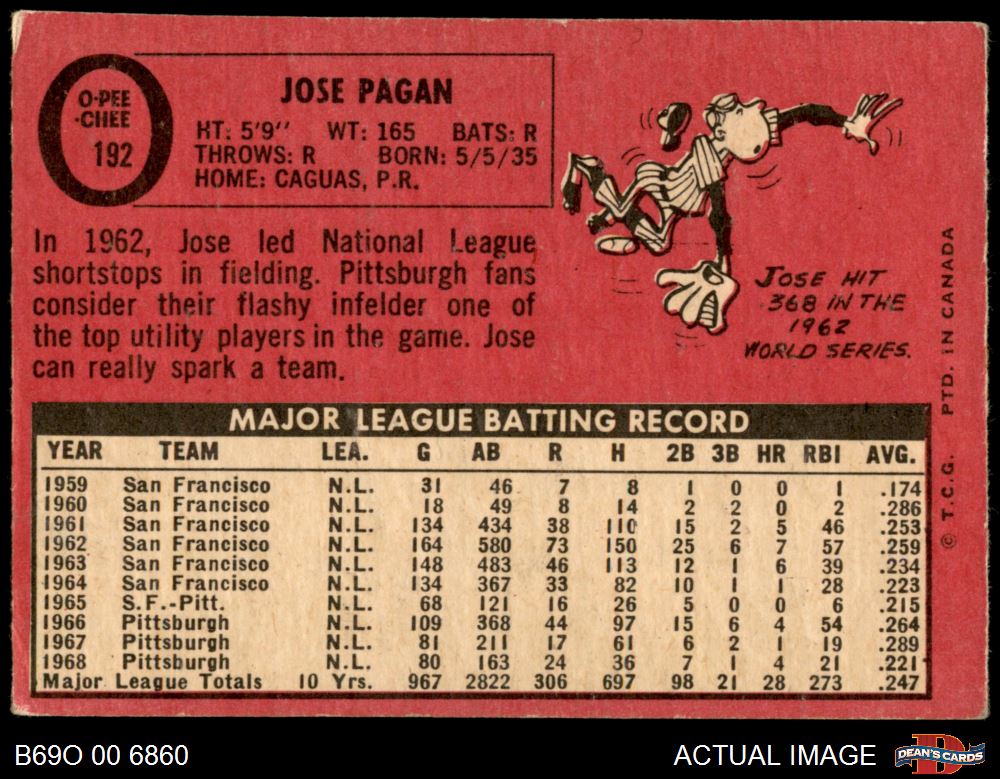 O-PEE
-CHEE
192
JOSE PAGAN
HT: 5'9" WT: 165 BATS: R
THROWS: R BORN: 5/5/35
HOME: CAGUAS, P.R.
In 1962, Jose led National League
shortstops in fielding. Pittsburgh fans
consider their flashy infelder one of
the top utility players in the game. Jose
can really spark a team.
JOSE HIT
.368 IN THE
1962
WORLD SERIES.
© T.C.G. PTD. IN CANADA
MAJOR LEAGUE BATTING RECORD
YEAR TEAM LEA. G AB R H 2B 3B HR RBI AVG.
1959 San Francisco N.L. 31 46 7 8 1 0 0 1 .174
1960 San Francisco N.L. 18 49 8 14 2 2 0 2 .286
1961 San Francisco N.L. 134 434 38 110 15 2 5 46 .253
1962 San Francisco N.L. 164 580 73 150 25 6 7 57 .259
1963 San Francisco N.L. 148 483 46 113 12 1 6 39 .234
1964 San Francisco N.L. 134 367 33 82 10 1 1 28 .223
1965 S.F.-Pitt. N.L. 68 121 16 26 5 0 0 6 .215
1966 Pittsburgh N.L. 109 368 44 97 15 6 4 54 .264
1967 Pittsburgh N.L. 81 211 17 61 6 2 1 19 .289
1968 Pittsburgh N.L. 80 163 24 36 7 1 4 21 .221
Major League Totals 10 Yrs. 967 2822 306 697 98 21 28 273 .247
B69O 00 6860
ACTUAL IMAGE
D
DEAN'S CARDS